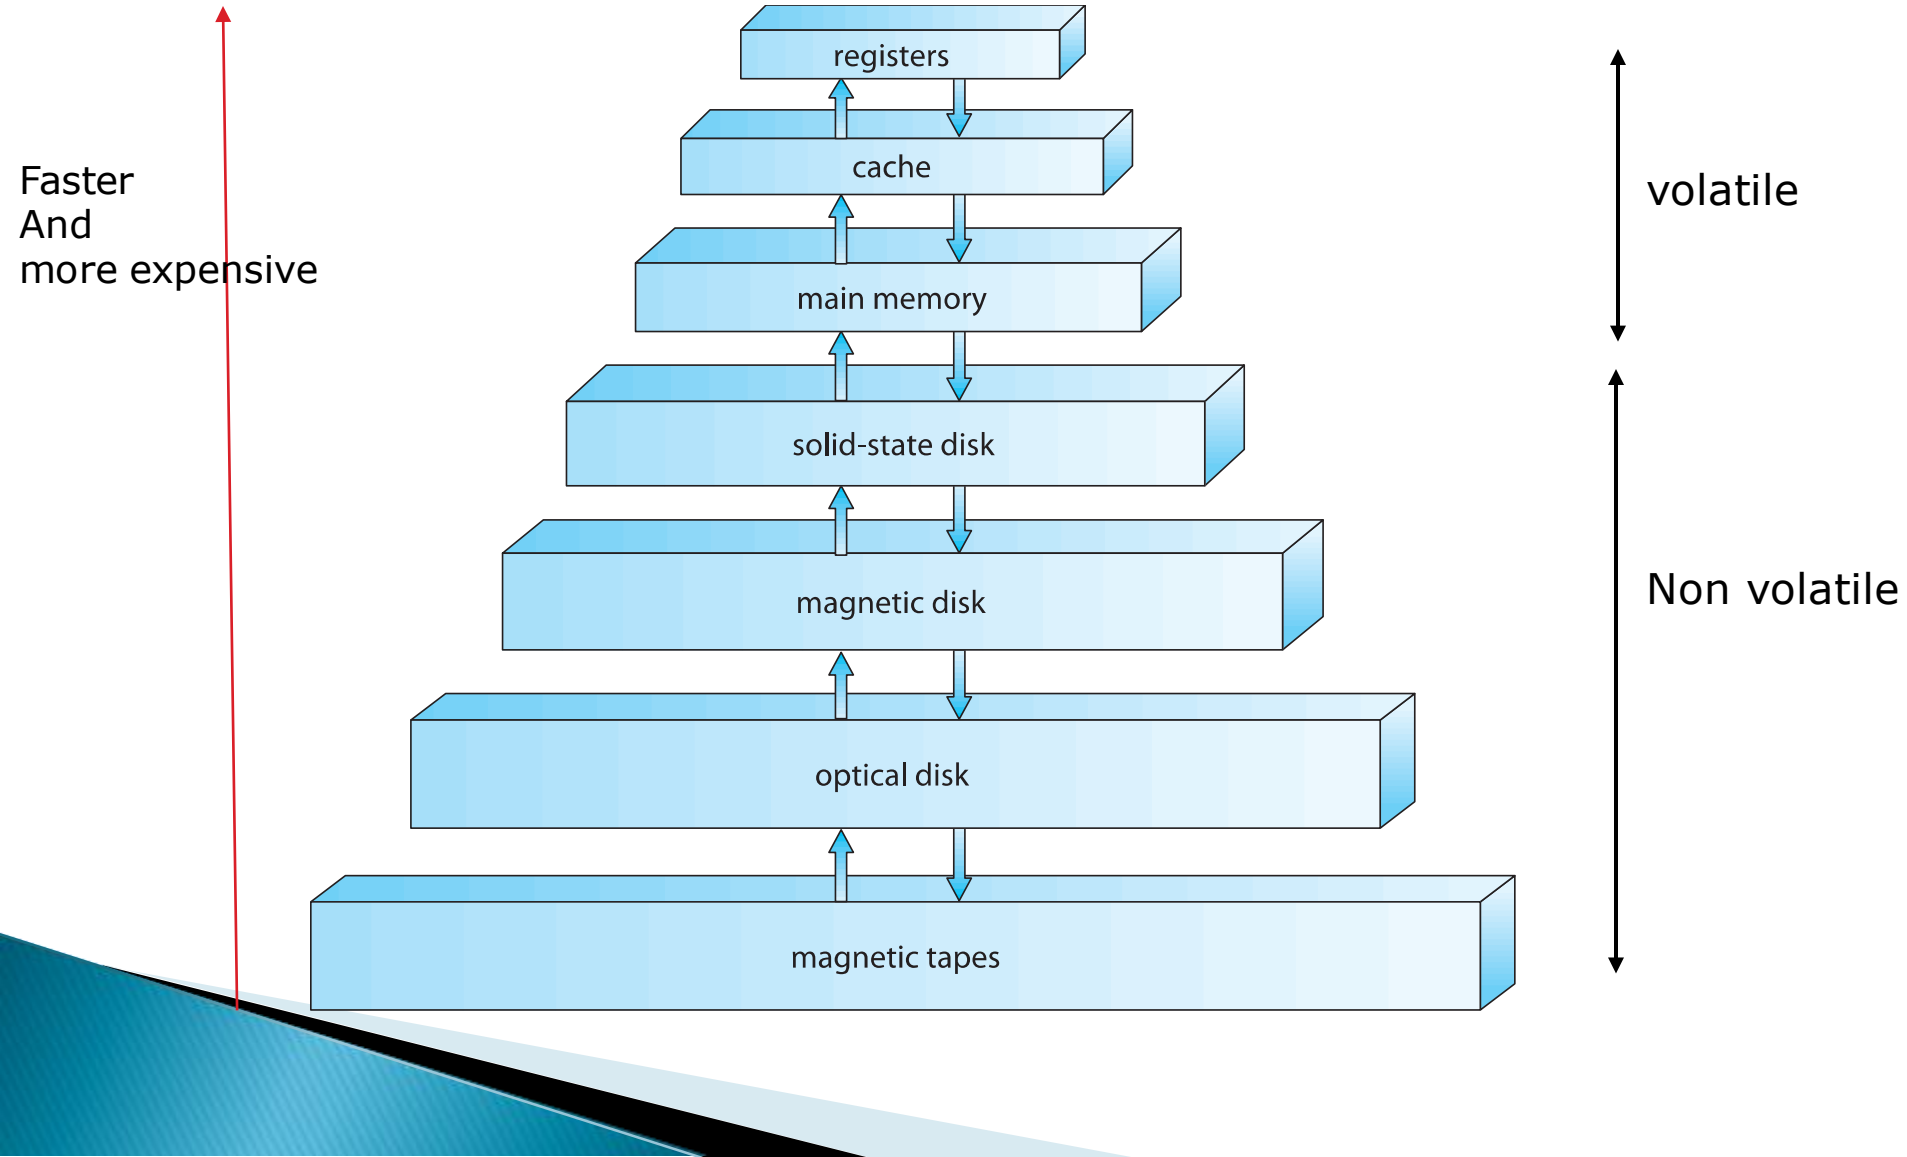 registers
cache
main memory
solid-state disk
magnetic disk
optical disk
magnetic tapes
Faster
And
more expensive
volatile
Non volatile